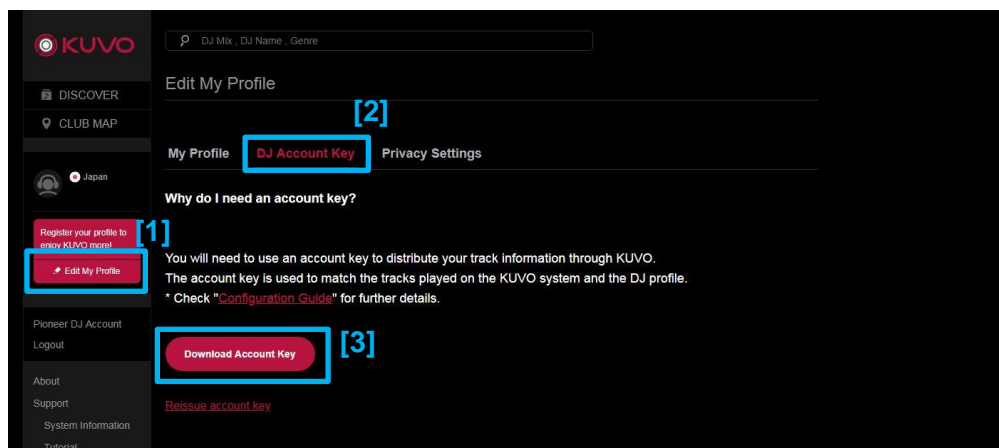 KUVO
DJ Mix , DJ Name , Genre
DISCOVER
CLUB MAP
Japan
Register your profile to
enjoy KUVO more!
[1]
Edit My Profile
Pioneer DJ Account
Logout
About
Support
System Information
Tutorial
Edit My Profile
[2]
My Profile DJ Account Key Privacy Settings
Why do I need an account key?
You will need to use an account key to distribute your track information through KUVO.
The account key is used to match the tracks played on the KUVO system and the DJ profile.
* Check "Configuration Guide" for further details.
Download Account Key
[3]
Reissue account key